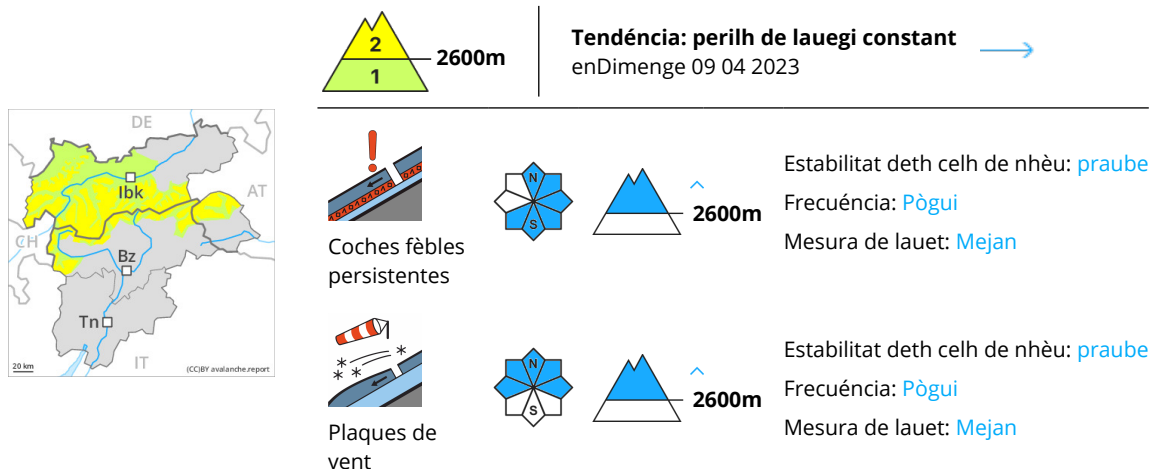 2
1
2600m
Tendéncia: perilh de lauegi constant
enDimenge 09 04 2023
DE
Ibk
AT
CH
Bz
Tn
IT
20 km
(CC)BY avalanche.report
Coches fèbles
persistentes
N
S
2600m
Estabilitat deth celh de nhèu: praube
Frecuéncia: Pògui
Mesura de lauet: Mejan
Plaques de
vent
N
S
2600m
Estabilitat deth celh de nhèu: praube
Frecuéncia: Pògui
Mesura de lauet: Mejan